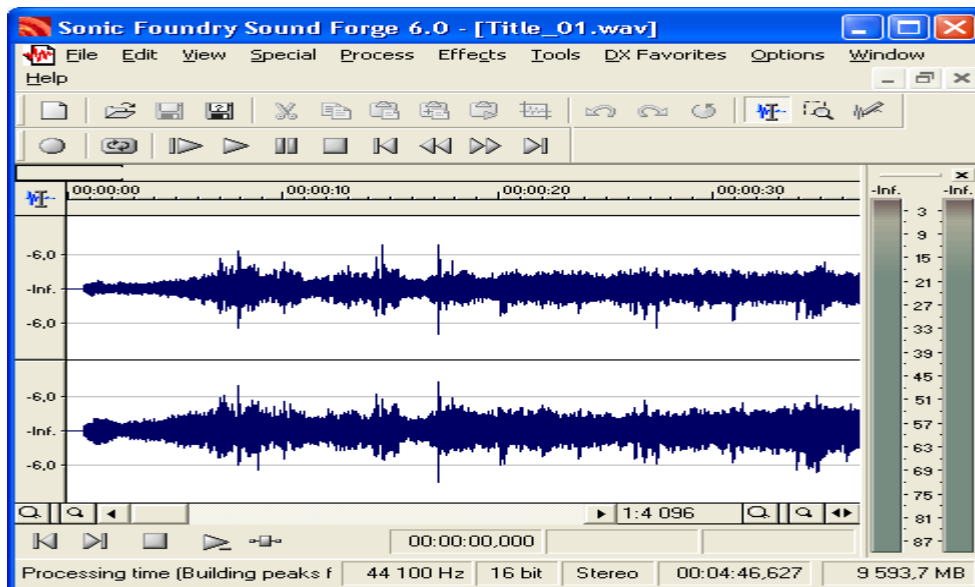 Sonic Foundry Sound Forge 6.0 - [Title_01.wav]
File Edit View Special Process Effects Tools DX Favorites Options Window
Help
00:00:00 00:00:10 00:00:20 00:00:30
-Inf. -Inf.
3
9
15
21
27
33
39
45
51
57
63
69
75
81
87
-6,0
-Inf.
-6,0
-6,0
-Inf.
-6,0
1:4 096
00:00:00,000
Processing time (Building peaks f 44 100 Hz 16 bit Stereo 00:04:46,627 9 593,7 MB